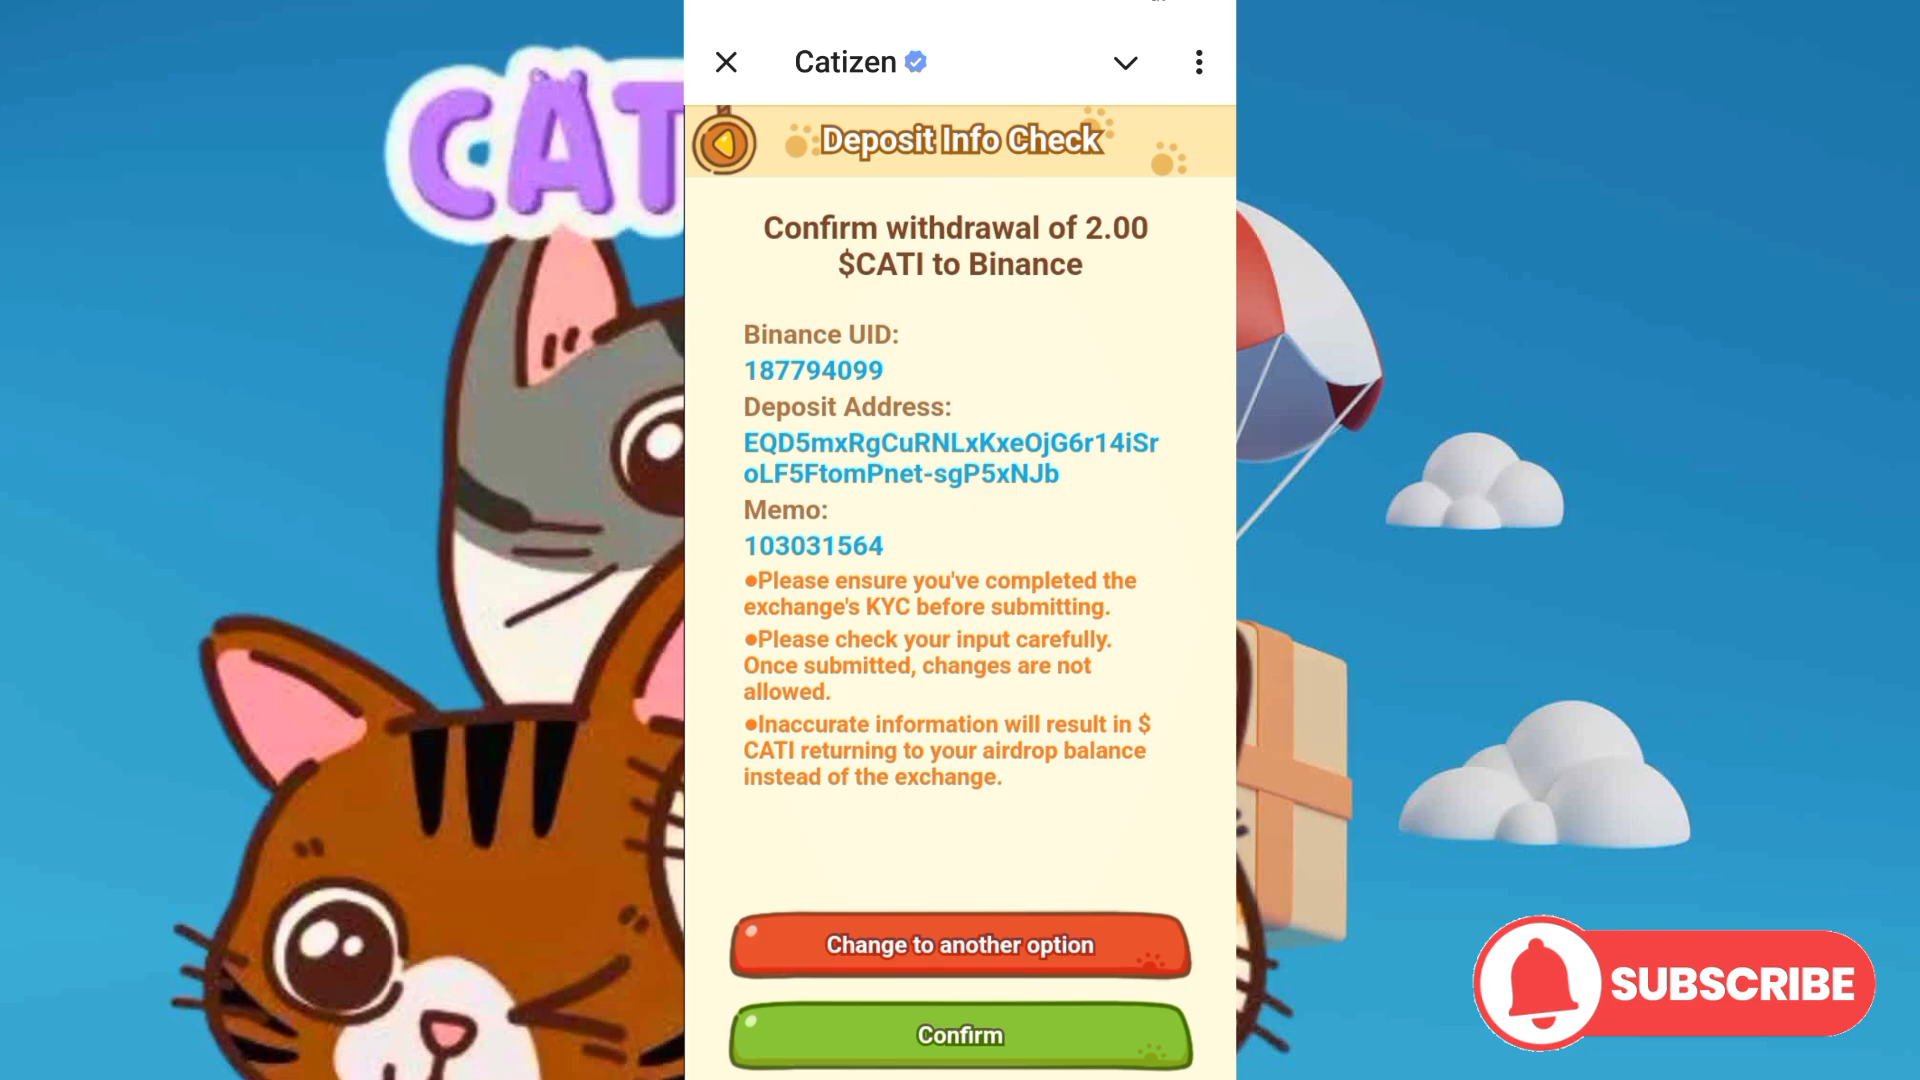 CAT
Catizen
Deposit Info Check
Confirm withdrawal of 2.00
$CATI to Binance
Binance UID:
187794099
Deposit Address:
EQD5mxRgCuRNLxKxeOjG6r14iSr
oLF5FtomPnet-sgP5xNJb
Memo:
103031564
●Please ensure you've completed the
exchange's KYC before submitting.
●Please check your input carefully.
Once submitted, changes are not
allowed.
●Inaccurate information will result in $
CATI returning to your airdrop balance
instead of the exchange.
Change to another option
Confirm
SUBSCRIBE